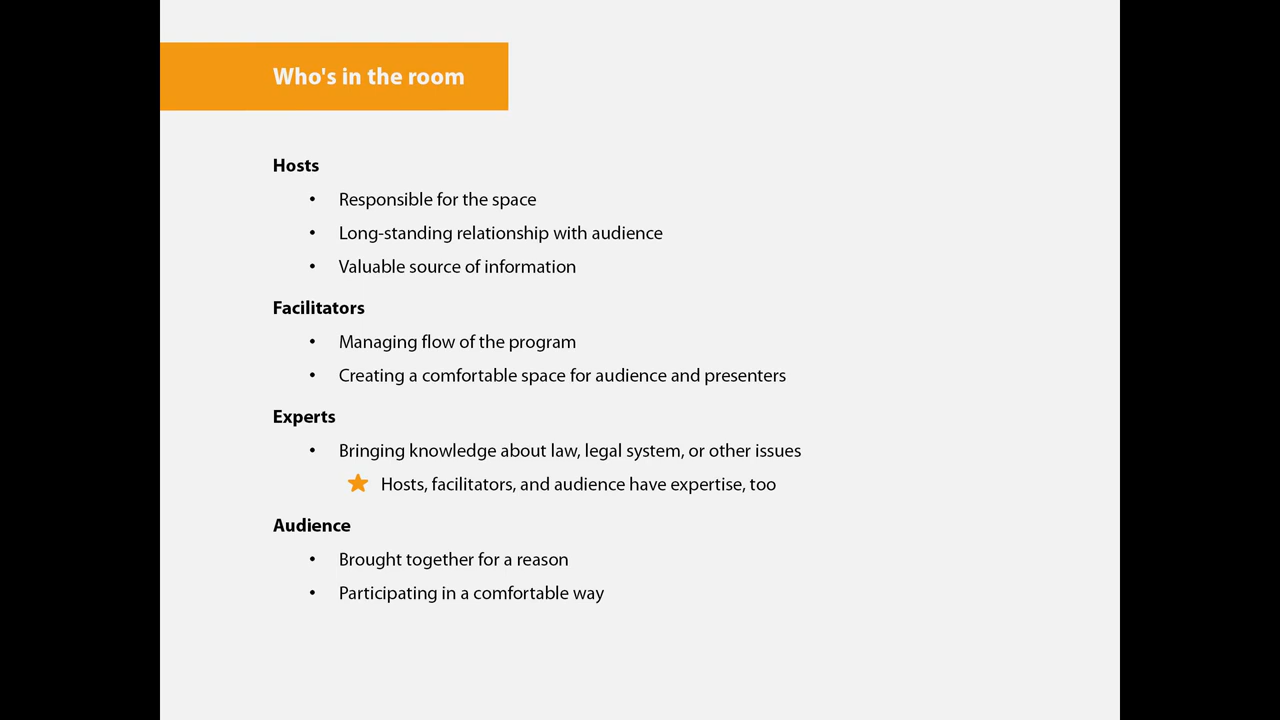 Who's in the room
Hosts
• Responsible for the space
• Long-standing relationship with audience
• Valuable source of information
Facilitators
• Managing flow of the program
• Creating a comfortable space for audience and presenters
Experts
• Bringing knowledge about law, legal system, or other issues
Hosts, facilitators, and audience have expertise, too
Audience
• Brought together for a reason
• Participating in a comfortable way